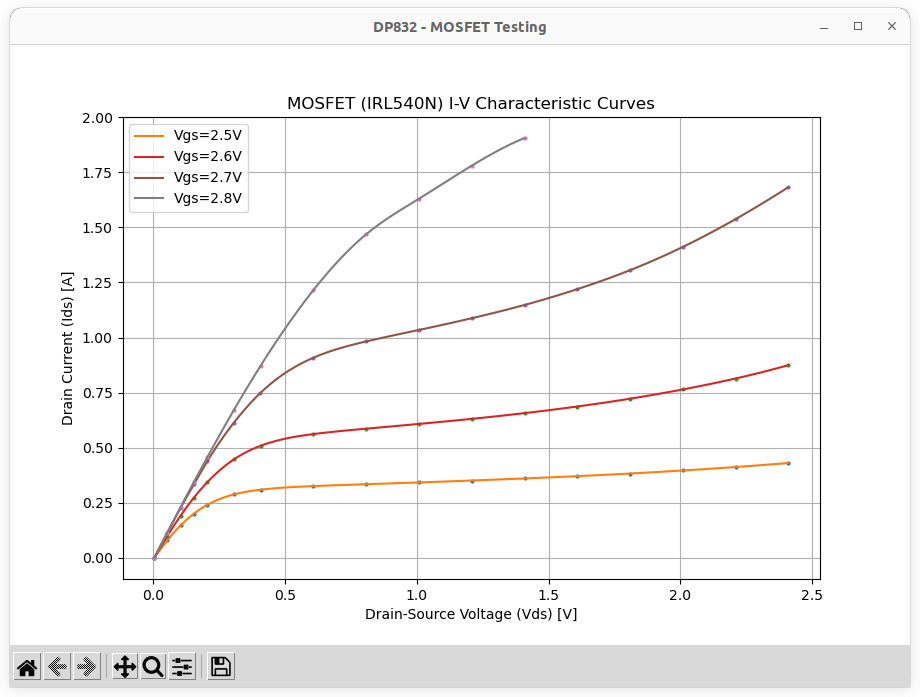 DP832 - MOSFET Testing
MOSFET (IRL540N) I-V Characteristic Curves
Vgs=2.5V
Vgs=2.6V
Vgs=2.7V
Vgs=2.8V
Drain Current (Ids) [A]
2.00
1.75
1.50
1.25
1.00
0.75
0.50
0.25
0.00
0.0 0.5 1.0 1.5 2.0 2.5
Drain-Source Voltage (Vds) [V]